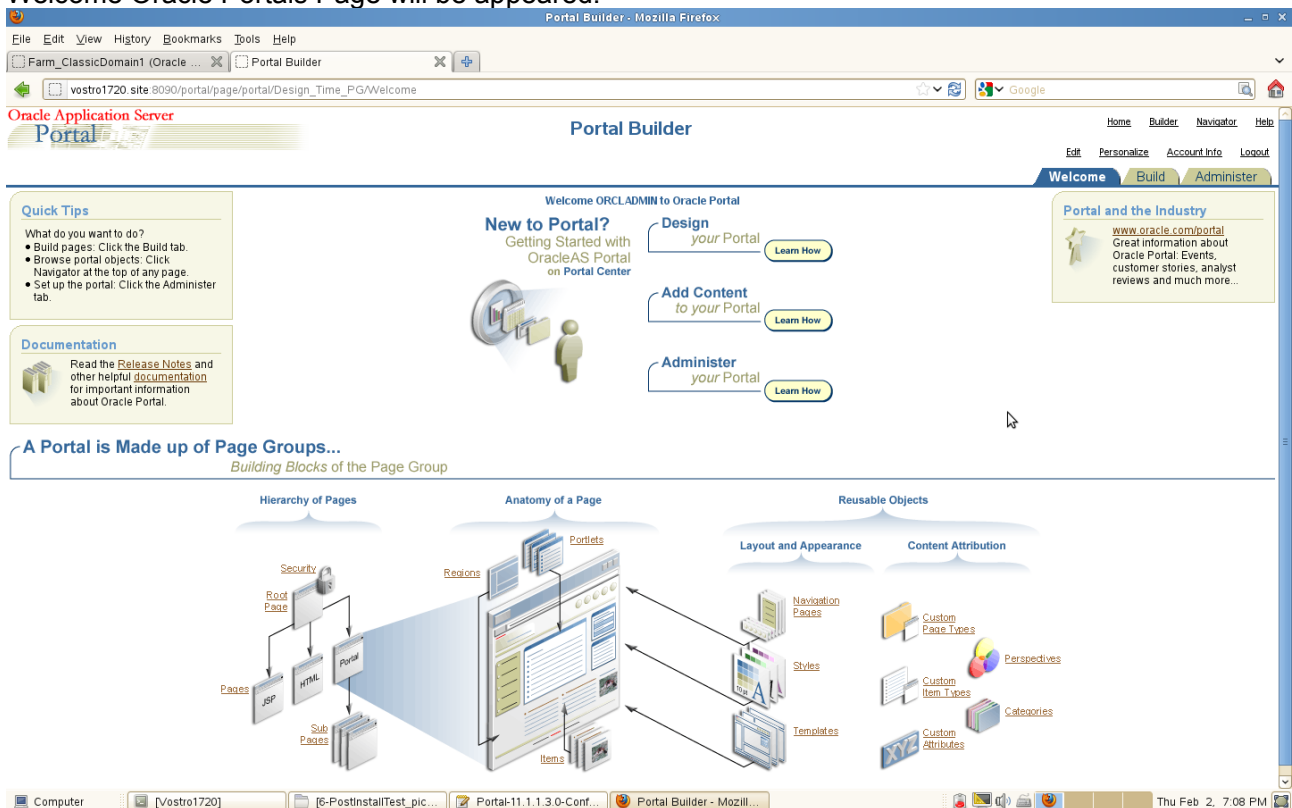 Welcome Oracle Portals Page will be appeared.
Portal Builder - Mozilla Firefox
File Edit View History Bookmarks Tools Help
Farm_ClassicDomain1 (Oracle ... Portal Builder
vostro1720.site:8090/portal/page/portal/Design_Time_PG/Welcome
Google
Oracle Application Server
Portal
Portal Builder
Home Builder Navigator Help
Edit Personalize Account Info Logout
Welcome Build Administer
Quick Tips
What do you want to do?
• Build pages: Click the Build tab.
• Browse portal objects: Click
Navigator at the top of any page.
• Set up the portal: Click the Administer
tab.
Documentation
Read the Release Notes and
other helpful documentation
for important information
about Oracle Portal.
Welcome ORCLADMIN to Oracle Portal
New to Portal?
Getting Started with
OracleAS Portal
on Portal Center
Design
your Portal
Learn How
Add Content
to your Portal
Learn How
Administer
your Portal
Learn How
Portal and the Industry
www.oracle.com/portal
Great information about
Oracle Portal: Events,
customer stories, analyst
reviews and much more...
A Portal is Made up of Page Groups...
Building Blocks of the Page Group
Hierarchy of Pages
Security
Root
Page
Pages
JSP
HTML
Portal
Sub
Pages
Anatomy of a Page
Portlets
Regions
Items
Reusable Objects
Layout and Appearance
Content Attribution
Navigation
Pages
Styles
10 pt A
Templates
Custom
Page Types
Perspectives
Custom
Item Types
Categories
XYZ
Custom
Attributes
Computer [Vostro1720] [6-PostInstallTest_pic... Portal-11.1.1.3.0-Conf... Portal Builder - Mozill... Thu Feb 2, 7:08 PM